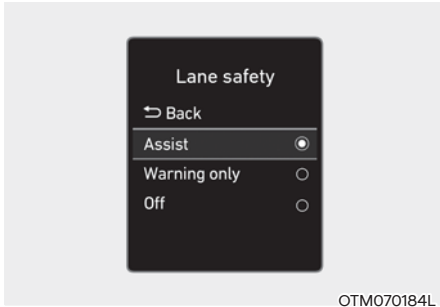 Lane safety
Back
Assist
Warning only
Off
OTM070184L